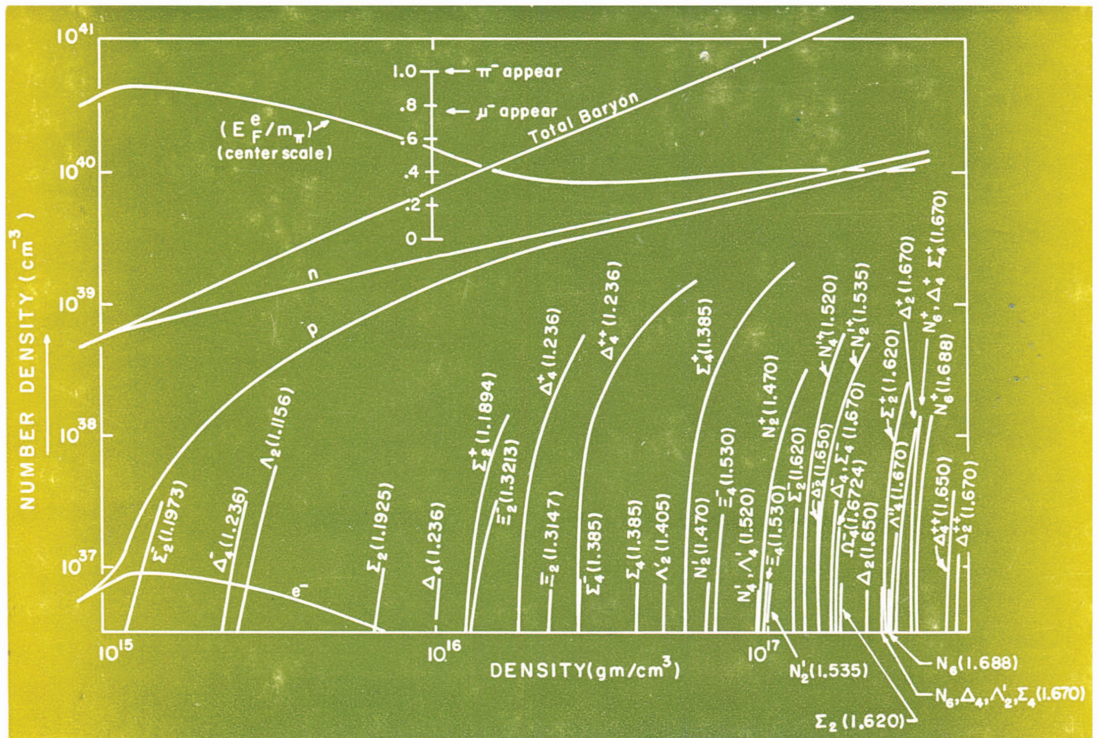 10^41
10^40
10^39
10^38
10^37
NUMBER DENSITY (cm^-3)
1.0 ← π⁻ appear
.8 ← μ⁻ appear
.6
.4
.2
0
(E_F^e/m_π)
(center scale)
Total Baryon
n
p
e⁻
Σ₂⁻(1.1973)
Δ₄⁻(1.236)
Λ₂(1.1156)
Σ₂(1.1925)
Δ₄(1.236)
Σ₂⁺(1.1894)
Ξ₂⁻(1.3213)
Δ₄⁺(1.236)
Ξ₂(1.3147)
Σ₄⁻(1.385)
Δ₄⁺⁺(1.236)
Σ₄(1.385)
Λ'₂(1.405)
Σ₄⁺(1.385)
N'₂(1.470)
Ξ₄⁻(1.530)
N'₄, Λ'₄(1.520)
N₂⁺(1.470)
Ξ₄(1.530)
Σ₂⁻(1.620)
Δ₂⁻(1.650)
N₄'⁺(1.520)
N₂'⁺(1.535)
Δ₄⁻, Σ₄⁻(1.670)
Ω₄⁻(1.6724)
Δ₂(1.650)
Σ₂⁺(1.620)
Λ''₄(1.670)
Δ₂⁺(1.670)
N₆⁺, Δ₄⁺ Σ₄⁺(1.670)
N₆⁺(1.688)
Δ₄⁺⁺(1.650)
Δ₂⁺⁺(1.670)
10^15
10^16
10^17
DENSITY(gm/cm³)
N'₂(1.535)
N₆(1.688)
N₆, Δ₄, Λ'₂, Σ₄(1.670)
Σ₂(1.620)